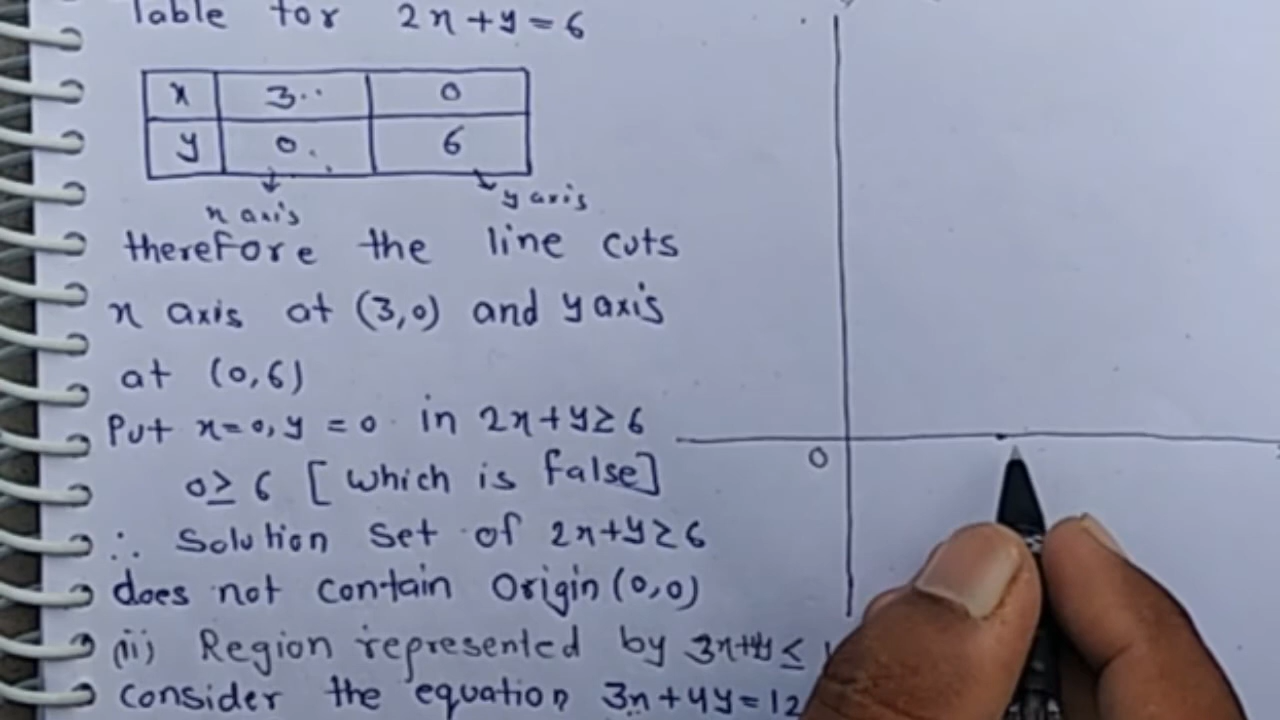 Table for 2x+y=6
x 3 0
y 0 6
x axis y axis
therefore the line cuts
x axis at (3,0) and y axis
at (0,6)
Put x=0, y=0 in 2x+y≥6
0≥6 [which is false]
∴ Solution set of 2x+y≥6
does not contain Origin (0,0)
(ii) Region represented by 3x+4y≤
consider the equation 3x+4y=12
0